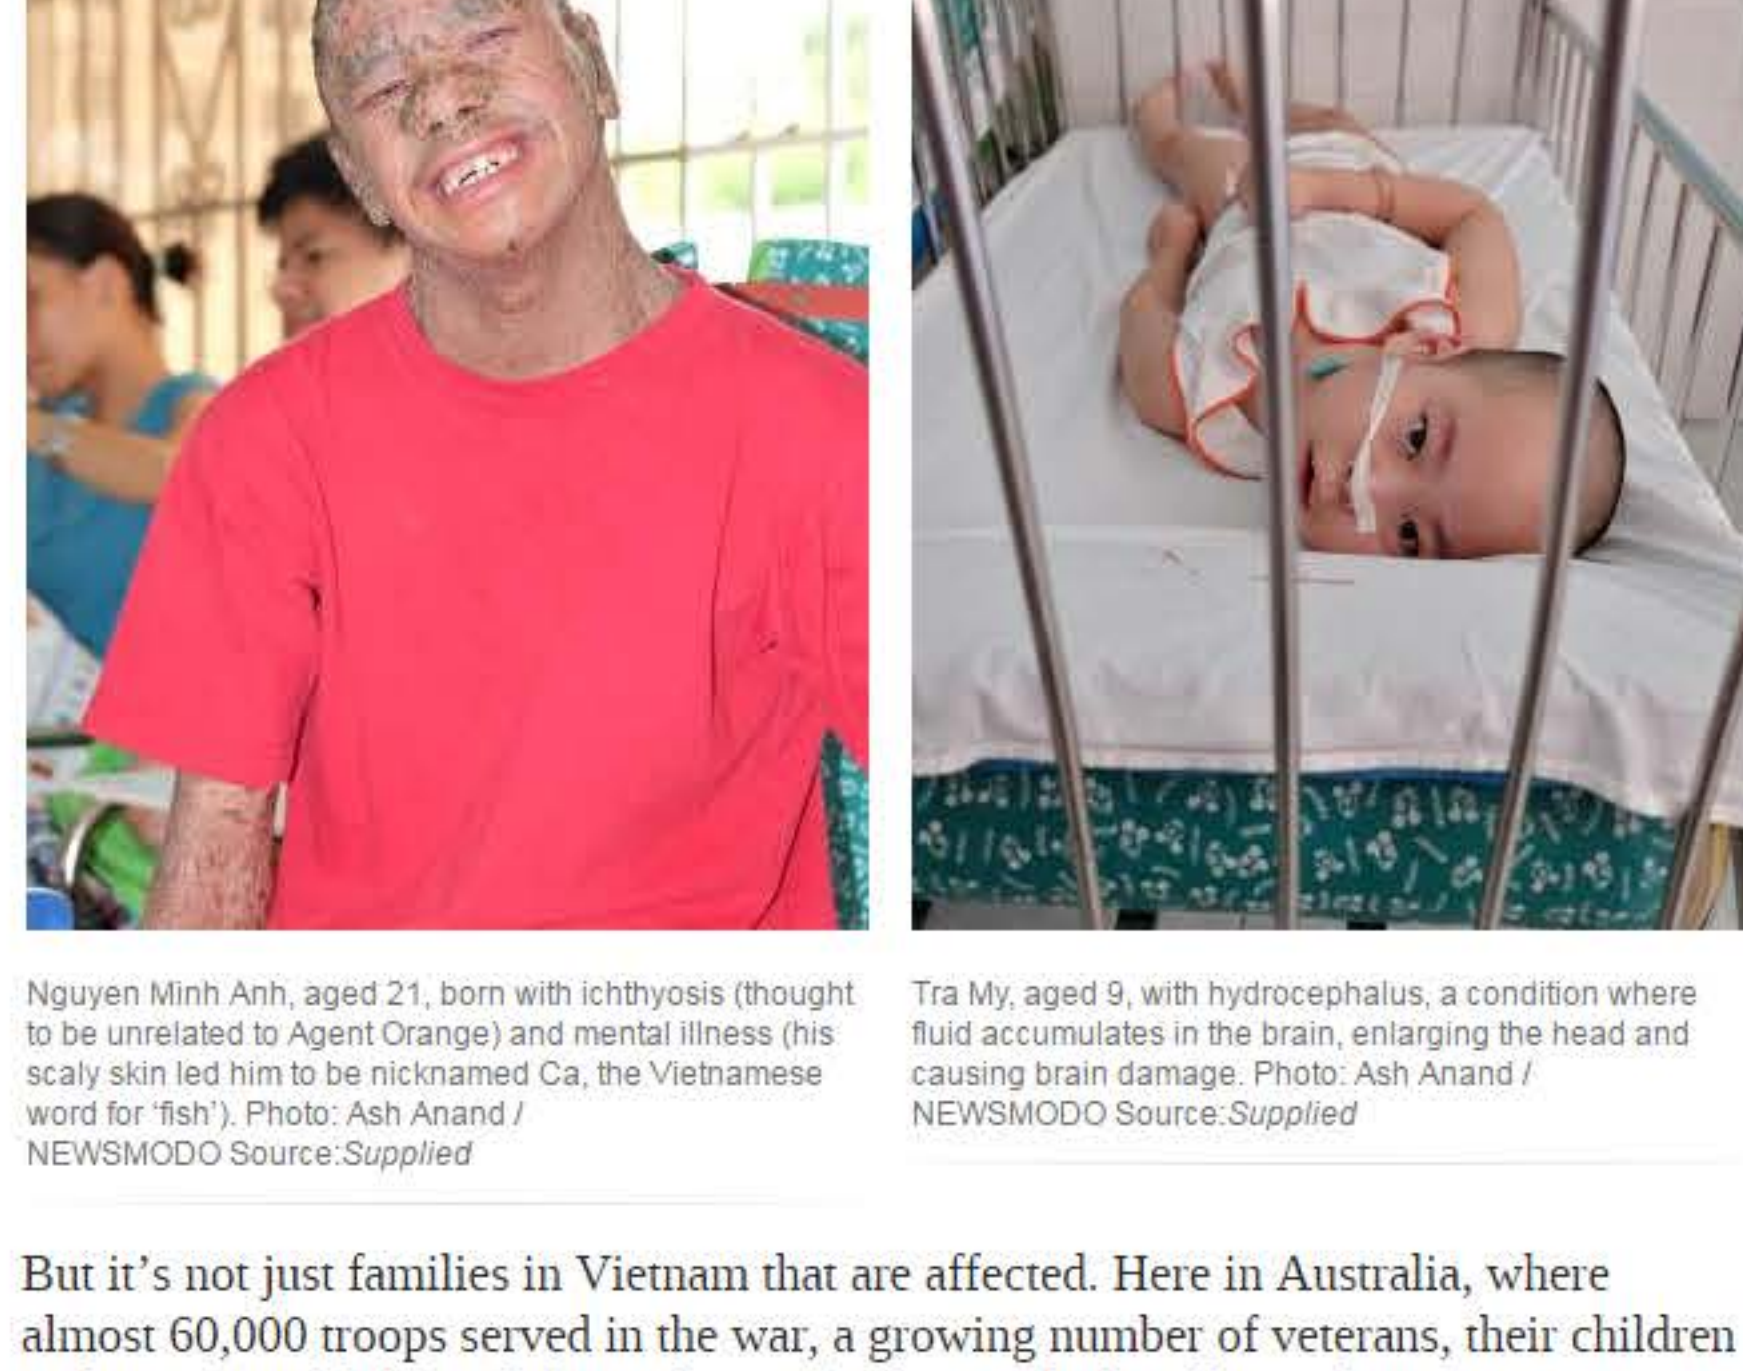 Nguyen Minh Anh, aged 21, born with ichthyosis (thought
to be unrelated to Agent Orange) and mental illness (his
scaly skin led him to be nicknamed Ca, the Vietnamese
word for ‘fish’). Photo: Ash Anand /
NEWSMODO Source:Supplied
Tra My, aged 9, with hydrocephalus, a condition where
fluid accumulates in the brain, enlarging the head and
causing brain damage. Photo: Ash Anand /
NEWSMODO Source:Supplied
But it’s not just families in Vietnam that are affected. Here in Australia, where
almost 60,000 troops served in the war, a growing number of veterans, their children